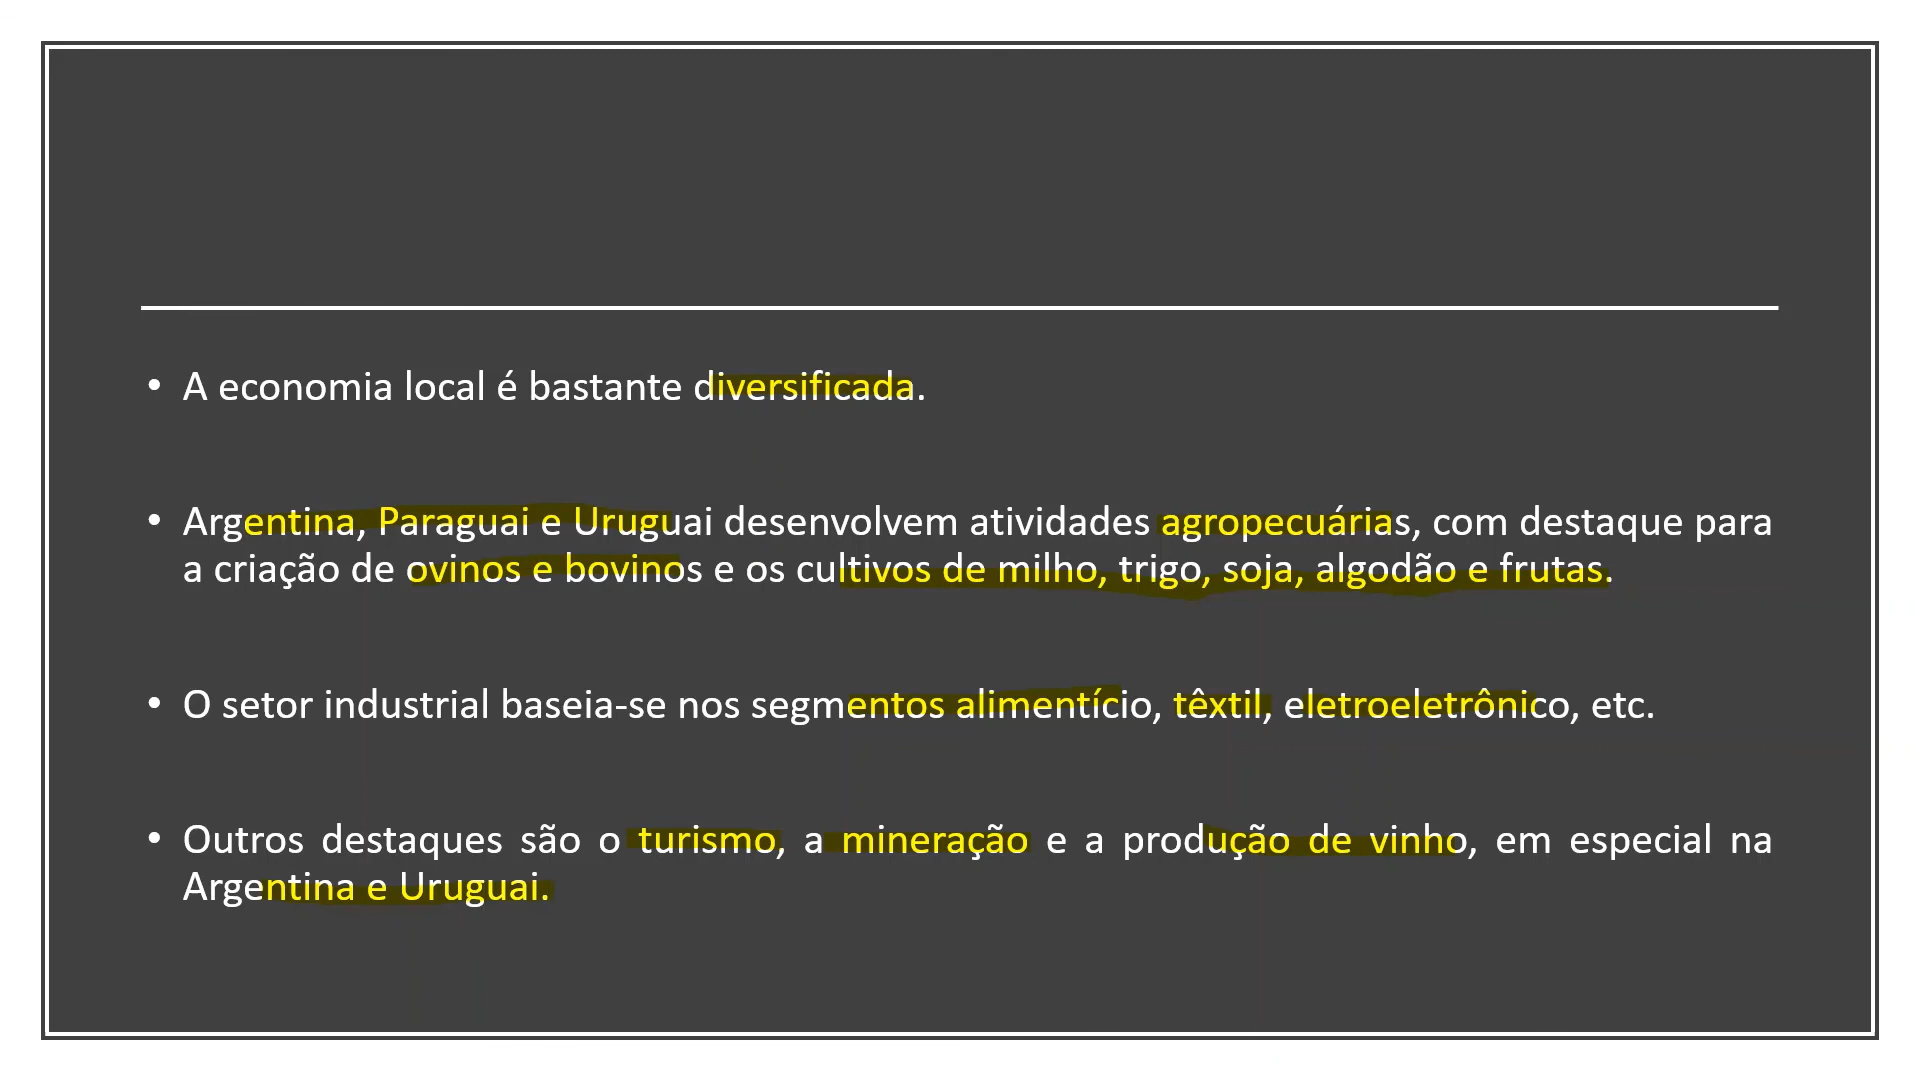 • A economia local é bastante diversificada.
• Argentina, Paraguai e Uruguai desenvolvem atividades agropecuárias, com destaque para
a criação de ovinos e bovinos e os cultivos de milho, trigo, soja, algodão e frutas.
• O setor industrial baseia-se nos segmentos alimentício, têxtil, eletroeletrônico, etc.
• Outros destaques são o turismo, a mineração e a produção de vinho, em especial na
Argentina e Uruguai.